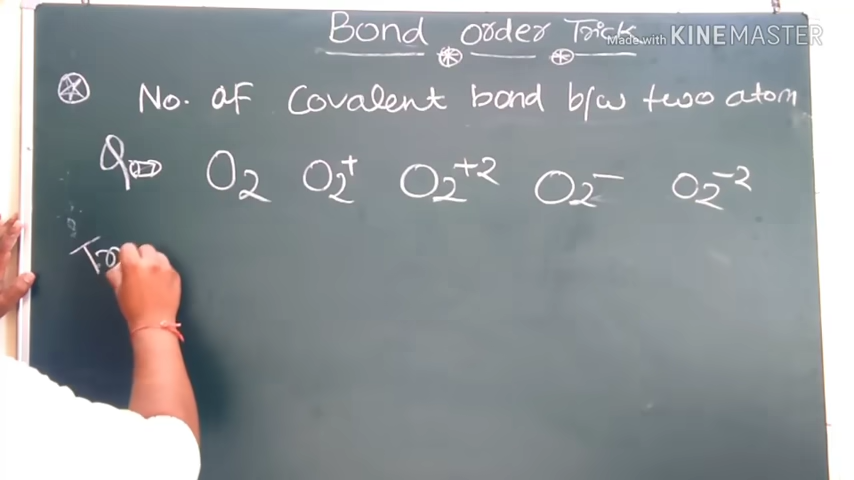 Bond order Trick
Made with KINEMASTER
No. of Covalent bond b/w two atom
Q O2 O2+ O2+2 O2- O2-2
Tr